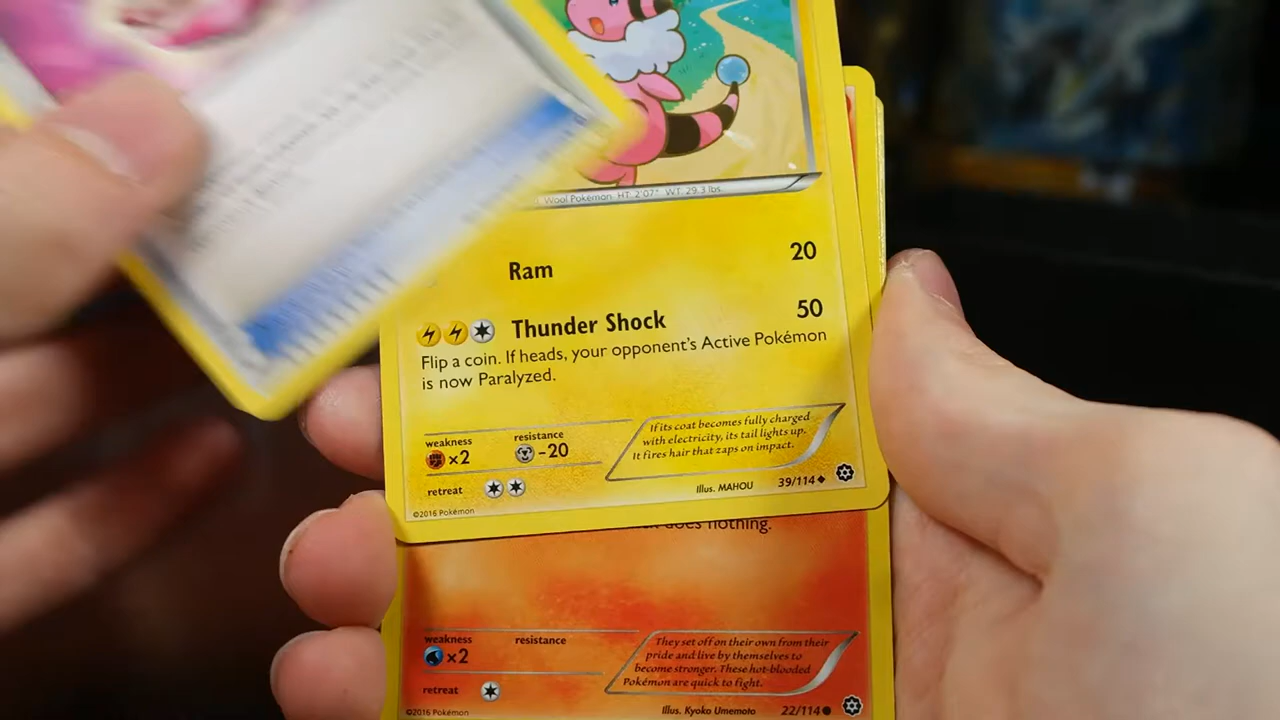 Wool Pokémon. HT: 2'07" WT: 29.3 lbs.
Ram 20
Thunder Shock 50
Flip a coin. If heads, your opponent's Active Pokémon
is now Paralyzed.
weakness resistance
×2 -20
retreat
If its coat becomes fully charged
with electricity, its tail lights up.
It fires hair that zaps on impact.
Illus. MAHOU 39/114
©2016 Pokémon
does nothing.
weakness resistance
×2
retreat
They set off on their own from their
pride and live by themselves to
become stronger. These hot-blooded
Pokémon are quick to fight.
©2016 Pokémon Illus. Kyoko Umemoto 22/114